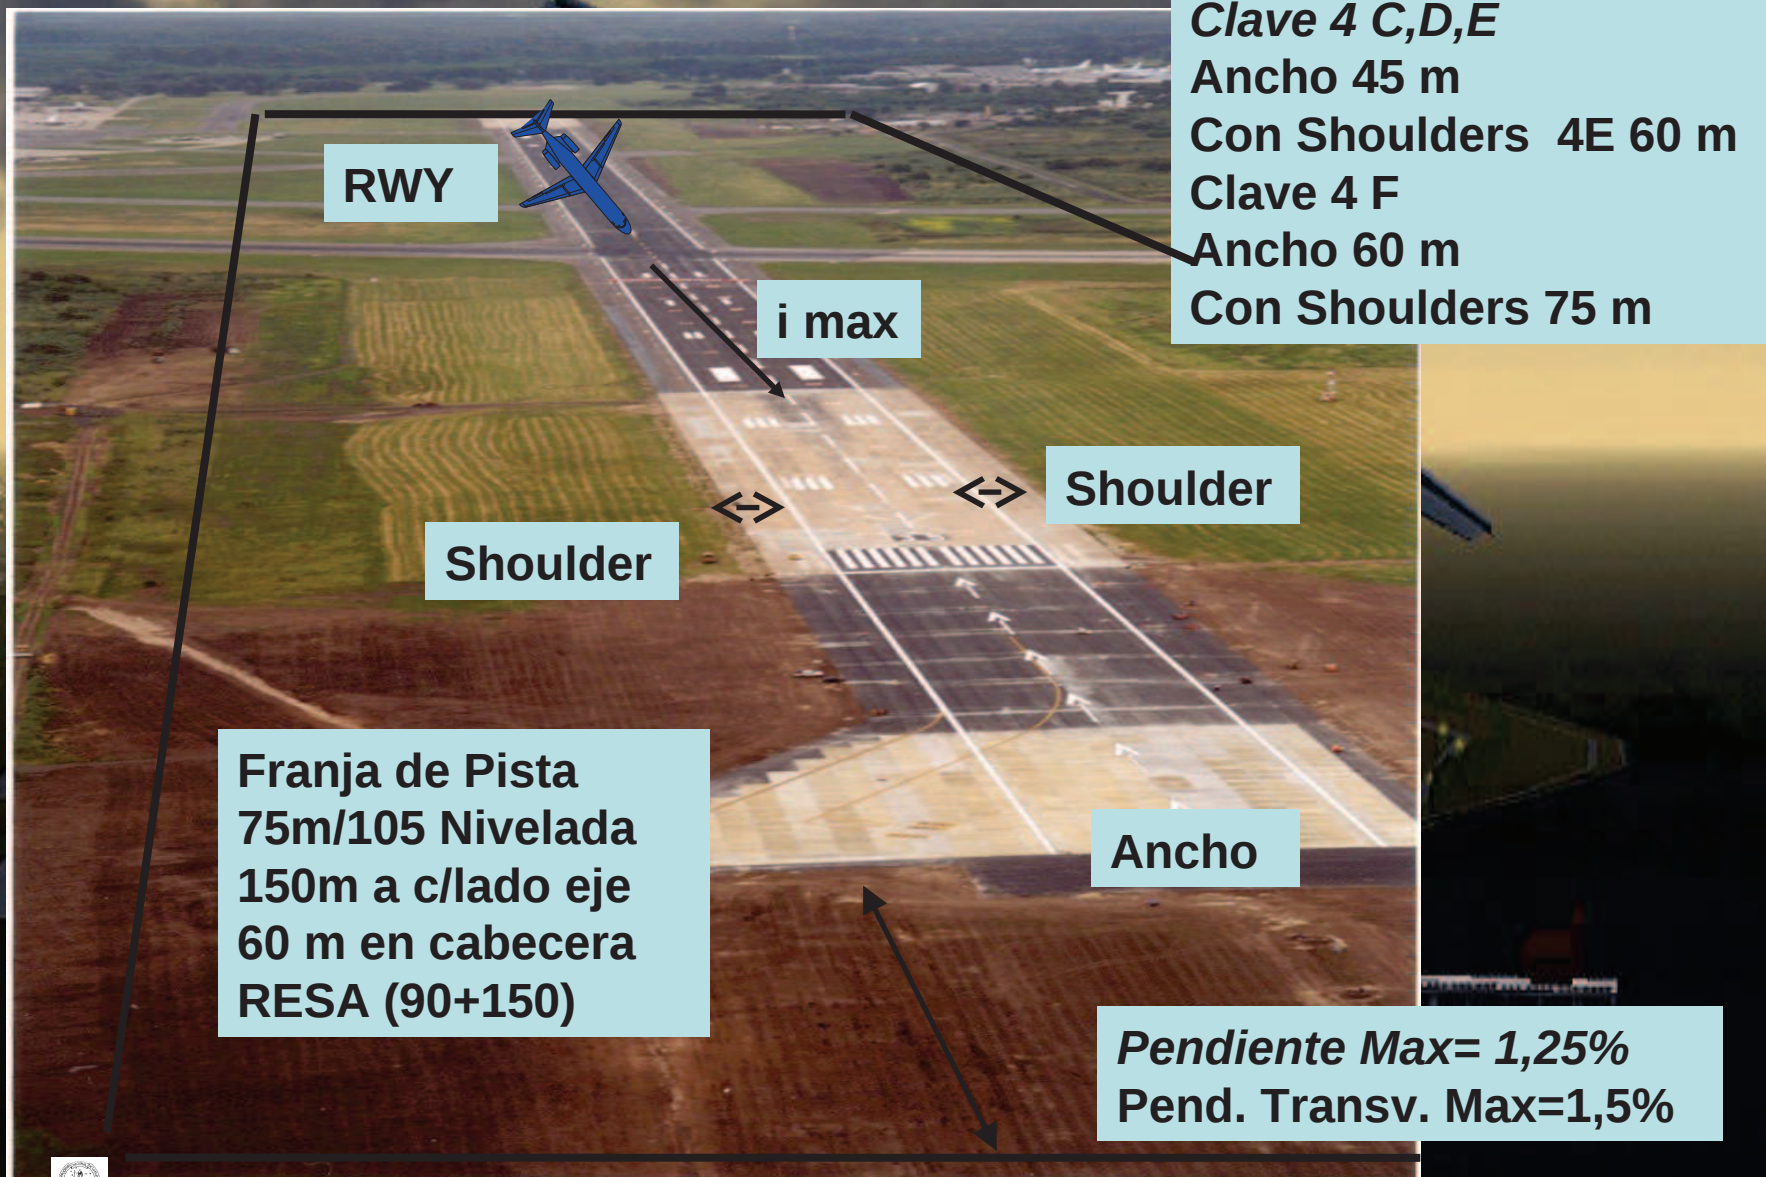 Clave 4 C,D,E
Ancho 45 m
Con Shoulders 4E 60 m
Clave 4 F
Ancho 60 m
Con Shoulders 75 m
RWY
i max
Shoulder
Shoulder
Franja de Pista
75m/105 Nivelada
150m a c/lado eje
60 m en cabecera
RESA (90+150)
Ancho
Pendiente Max= 1,25%
Pend. Transv. Max=1,5%